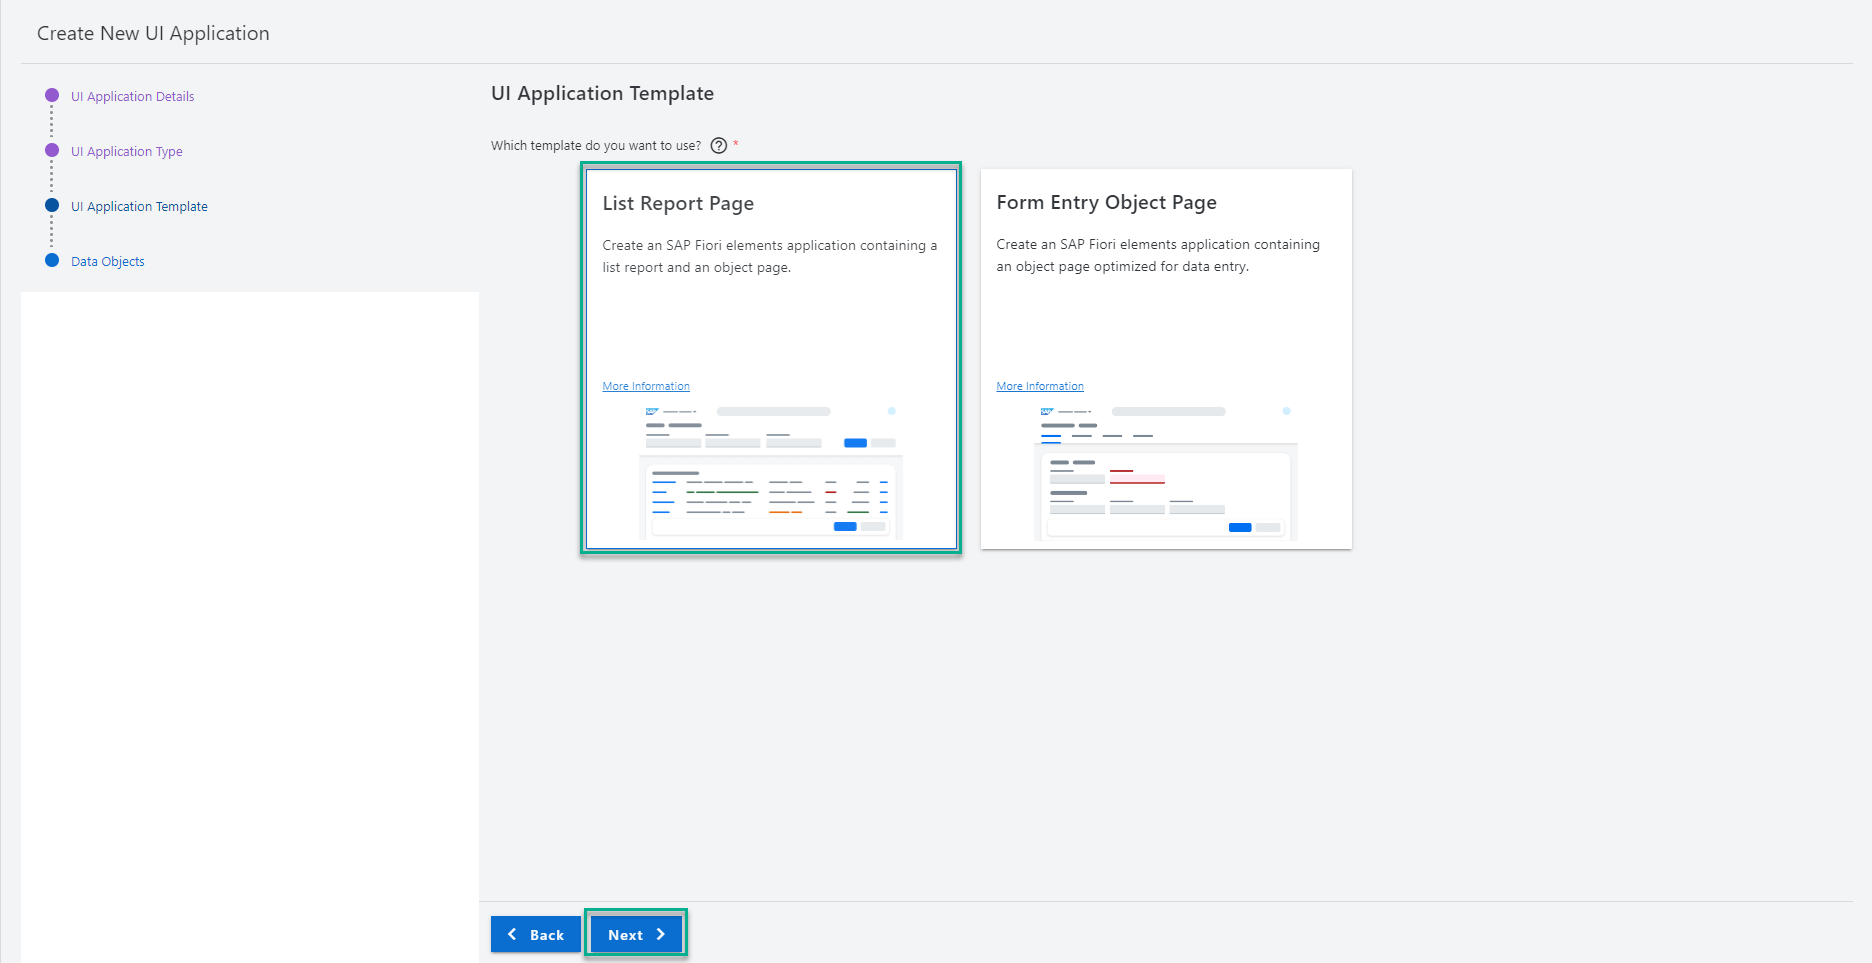 Create New UI Application
UI Application Details
UI Application Type
UI Application Template
Data Objects
UI Application Template
Which template do you want to use? ? *
List Report Page
Create an SAP Fiori elements application containing a
list report and an object page.
More Information
SAP
Form Entry Object Page
Create an SAP Fiori elements application containing
an object page optimized for data entry.
More Information
SAP
Back
Next